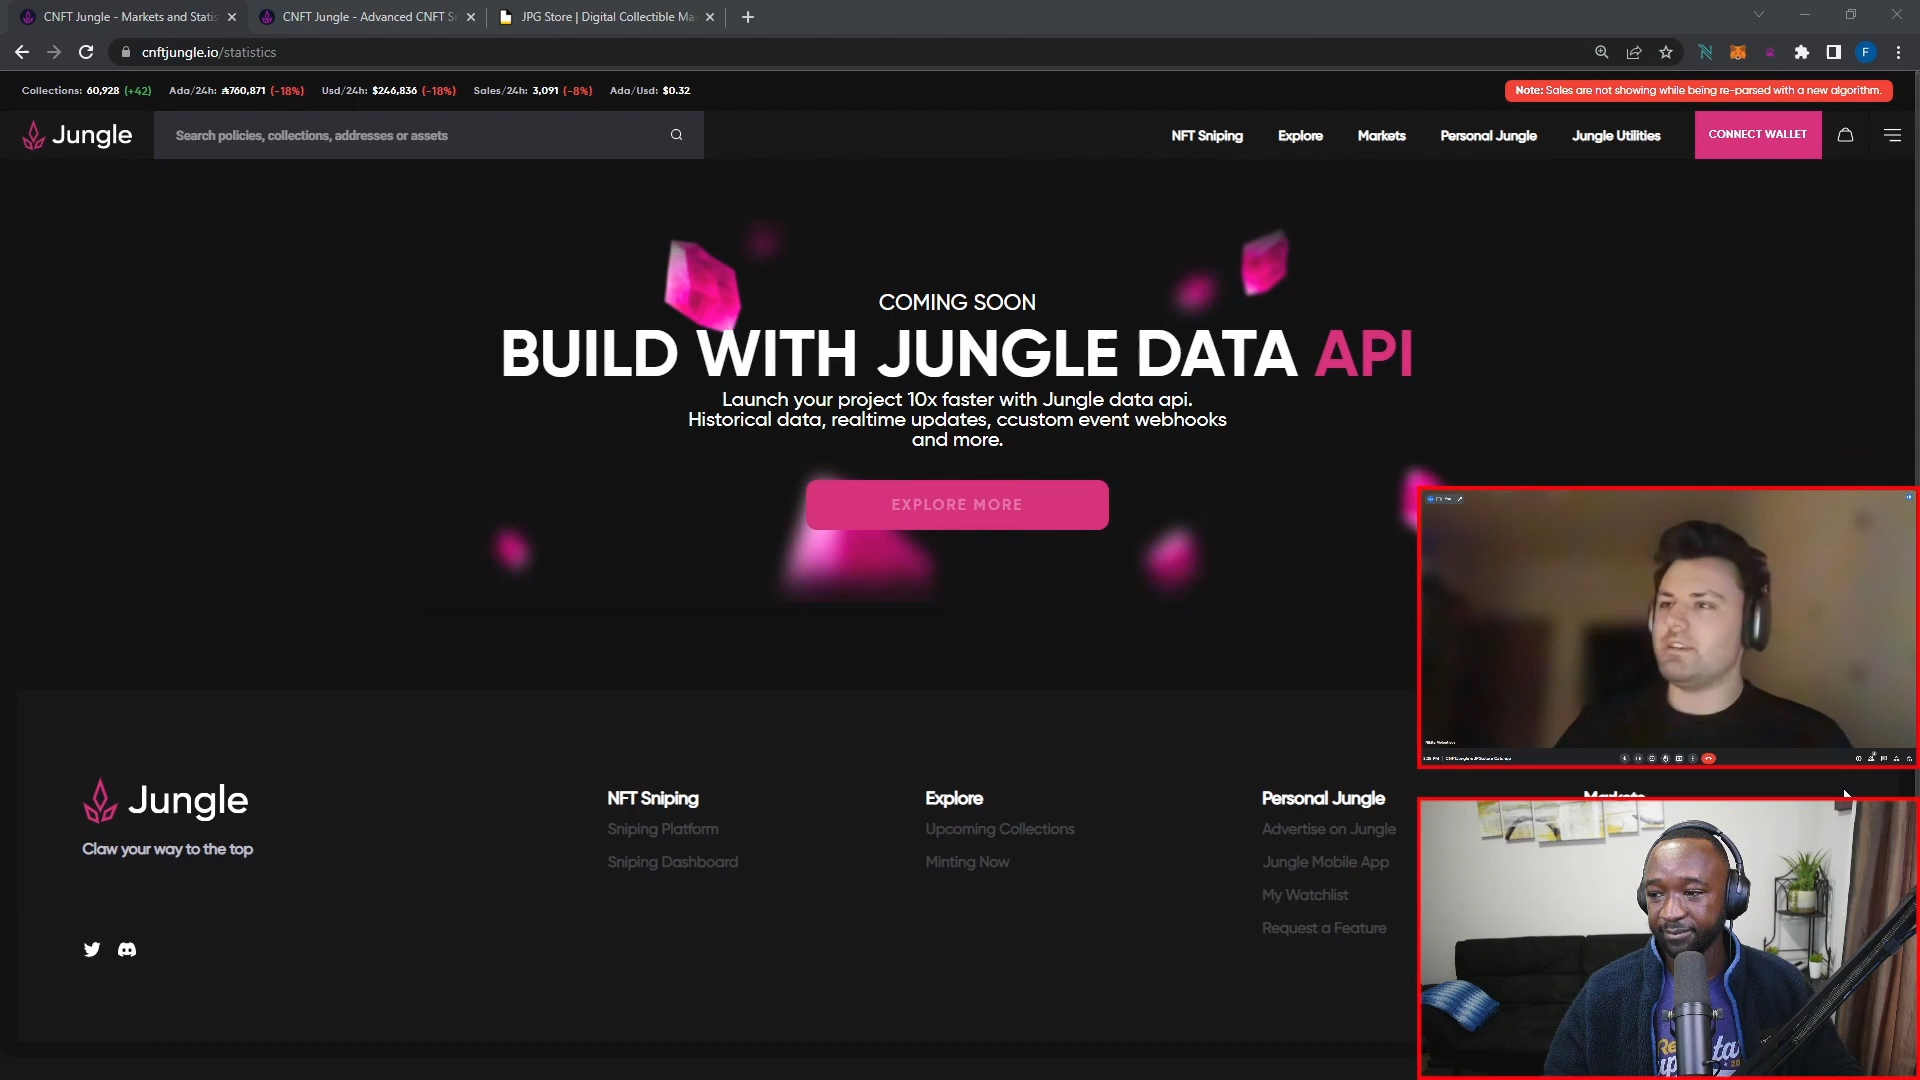 CNFT Jungle - Markets and Statis
CNFT Jungle - Advanced CNFT S
JPG Store | Digital Collectible Ma
cnftjungle.io/statistics
F
Collections: 60,928 (+42) Ada/24h: ₳760,871 (-18%) Usd/24h: $246,836 (-18%) Sales/24h: 3,091 (-8%) Ada/Usd: $0.32
Note: Sales are not showing while being re-parsed with a new algorithm.
Jungle
Search policies, collections, addresses or assets
NFT Sniping Explore Markets Personal Jungle Jungle Utilities
CONNECT WALLET
COMING SOON
BUILD WITH JUNGLE DATA API
Launch your project 10x faster with Jungle data api.
Historical data, realtime updates, ccustom event webhooks
and more.
EXPLORE MORE
Jungle
Claw your way to the top
NFT Sniping
Sniping Platform
Sniping Dashboard
Explore
Upcoming Collections
Minting Now
Personal Jungle
Advertise on Jungle
Jungle Mobile App
My Watchlist
Request a Feature
Markets